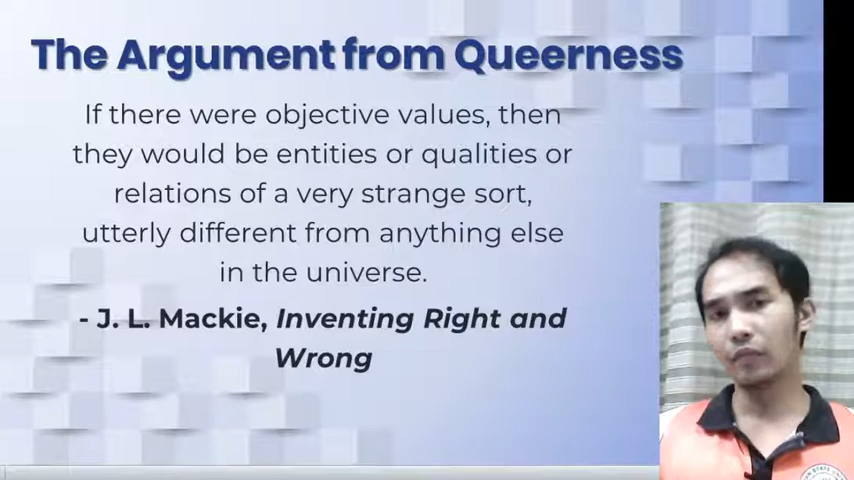 The Argument from Queerness
If there were objective values, then
they would be entities or qualities or
relations of a very strange sort,
utterly different from anything else
in the universe.
- J. L. Mackie, Inventing Right and
Wrong